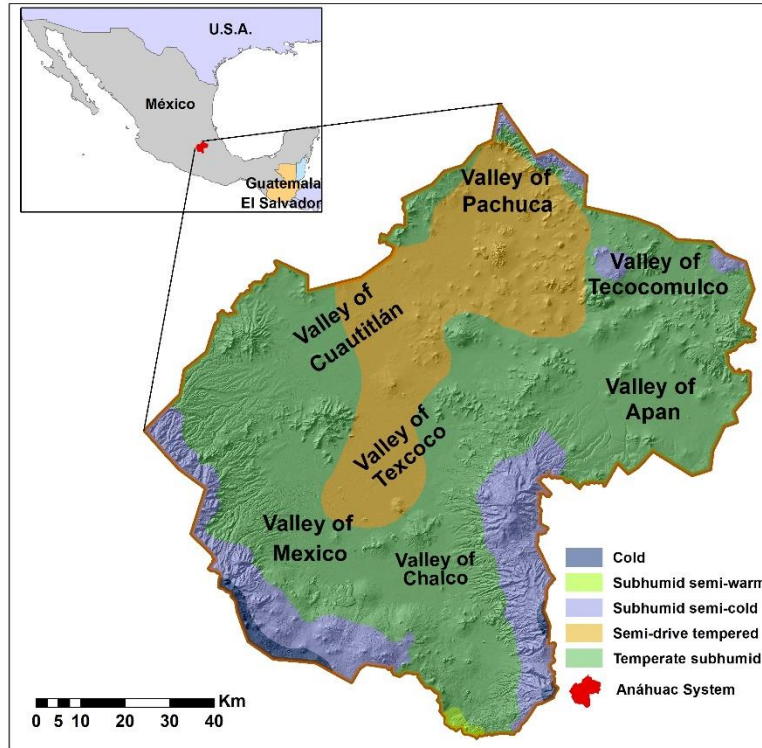 U.S.A.
México
Guatemala
El Salvador
Valley of
Pachuca
Valley of
Tecocomulco
Valley of
Cuautitlán
Valley of
Apan
Valley of
Texcoco
Valley of
Mexico
Valley of
Chalco
Cold
Subhumid semi-warm
Subhumid semi-cold
Semi-drive tempered
Temperate subhumid
Anáhuac System
Km
0 5 10 20 30 40